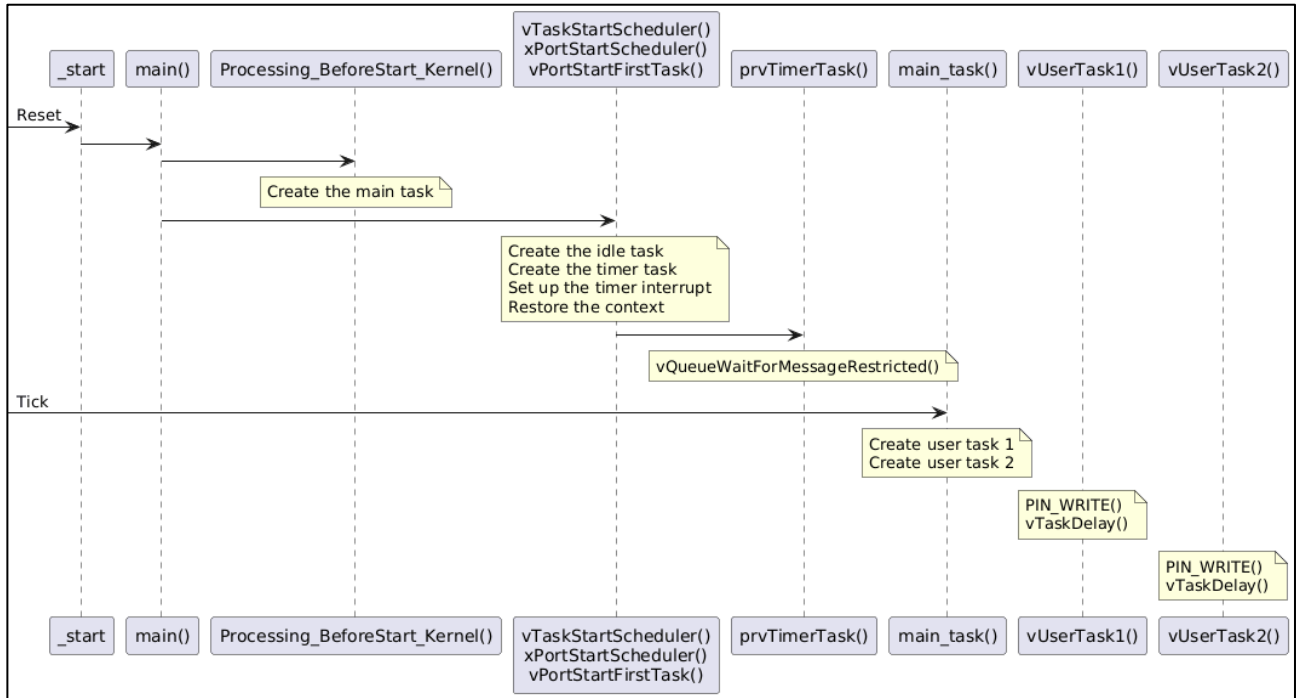 _start
main()
Processing_BeforeStart_Kernel()
vTaskStartScheduler()
xPortStartScheduler()
vPortStartFirstTask()
prvTimerTask()
main_task()
vUserTask1()
vUserTask2()
Reset
Create the main task
Create the idle task
Create the timer task
Set up the timer interrupt
Restore the context
vQueueWaitForMessageRestricted()
Tick
Create user task 1
Create user task 2
PIN_WRITE()
vTaskDelay()
PIN_WRITE()
vTaskDelay()
_start
main()
Processing_BeforeStart_Kernel()
vTaskStartScheduler()
xPortStartScheduler()
vPortStartFirstTask()
prvTimerTask()
main_task()
vUserTask1()
vUserTask2()